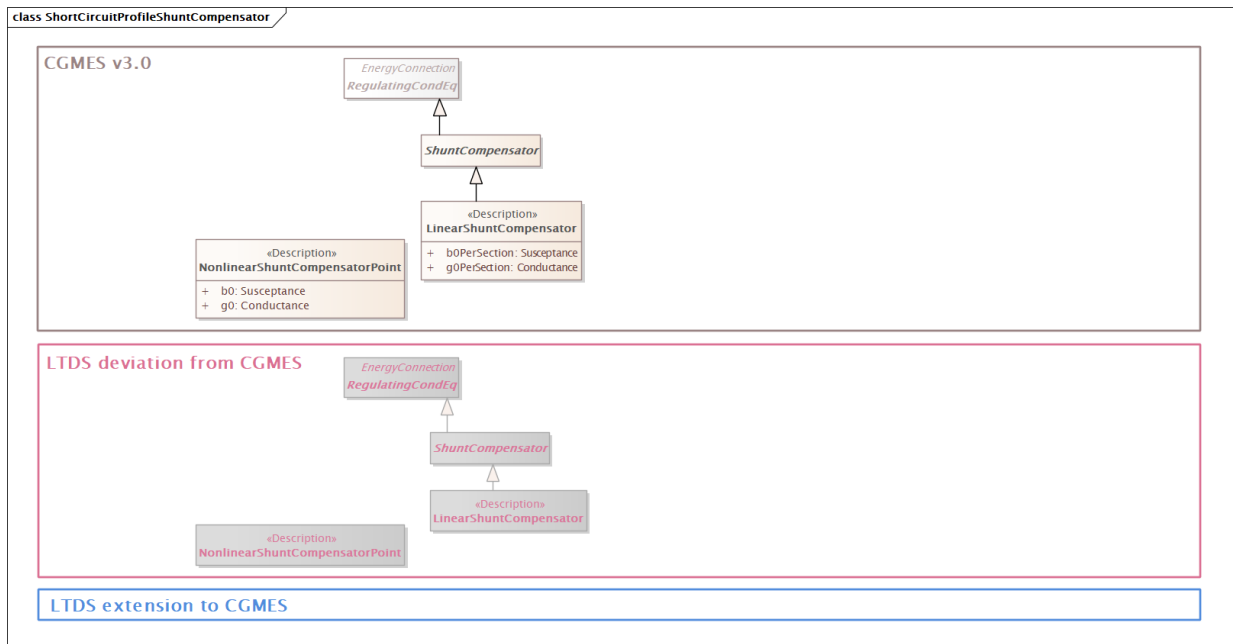 class ShortCircuitProfileShuntCompensator
CGMES v3.0
EnergyConnection
RegulatingCondEq
ShuntCompensator
«Description»
LinearShuntCompensator
+ b0PerSection: Susceptance
+ g0PerSection: Conductance
«Description»
NonlinearShuntCompensatorPoint
+ b0: Susceptance
+ g0: Conductance
LTDS deviation from CGMES
EnergyConnection
RegulatingCondEq
ShuntCompensator
«Description»
LinearShuntCompensator
«Description»
NonlinearShuntCompensatorPoint
LTDS extension to CGMES